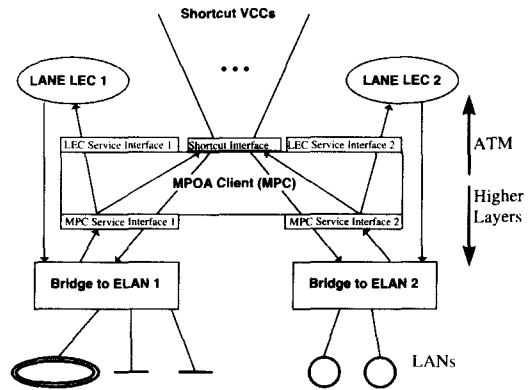 Shortcut VCCs
LANE LEC 1
LANE LEC 2
LEC Service Interface 1
Shortcut Interface
LEC Service Interface 2
ATM
MPOA Client (MPC)
Higher
Layers
MPC Service Interface 1
MPC Service Interface 2
Bridge to ELAN 1
Bridge to ELAN 2
LANs